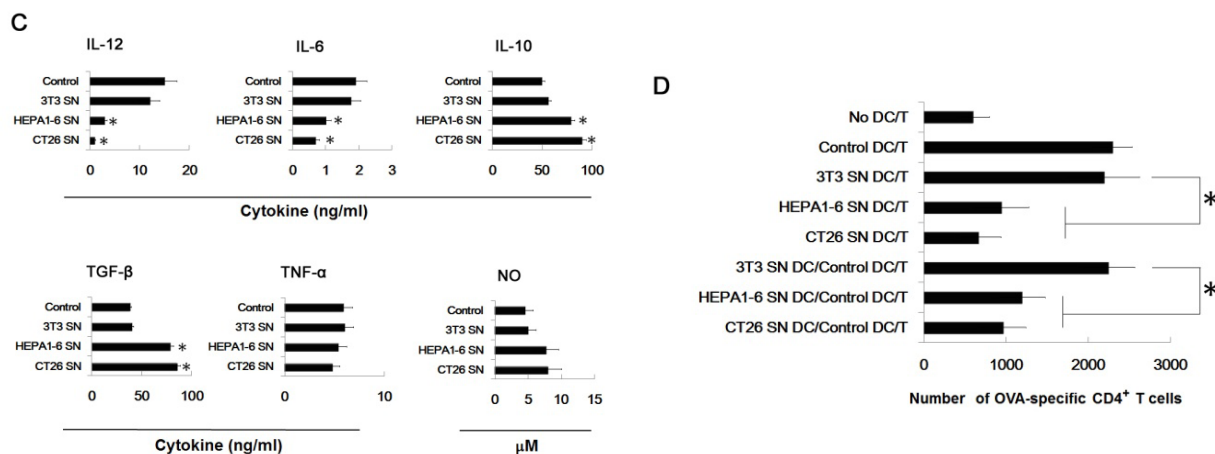 C
IL-12
Control
3T3 SN
HEPA1-6 SN *
CT26 SN *
0 10 20
IL-6
Control
3T3 SN
HEPA1-6 SN *
CT26 SN *
0 1 2 3
IL-10
Control
3T3 SN
HEPA1-6 SN *
CT26 SN *
0 50 100
Cytokine (ng/ml)
TGF-β
Control
3T3 SN
HEPA1-6 SN *
CT26 SN *
0 50 100
TNF-α
Control
3T3 SN
HEPA1-6 SN
CT26 SN
0 10
Cytokine (ng/ml)
NO
Control
3T3 SN
HEPA1-6 SN
CT26 SN
0 5 10 15
μM
D
No DC/T
Control DC/T
3T3 SN DC/T
HEPA1-6 SN DC/T
CT26 SN DC/T
*
3T3 SN DC/Control DC/T
HEPA1-6 SN DC/Control DC/T
CT26 SN DC/Control DC/T
*
0 1000 2000 3000
Number of OVA-specific CD4⁺ T cells